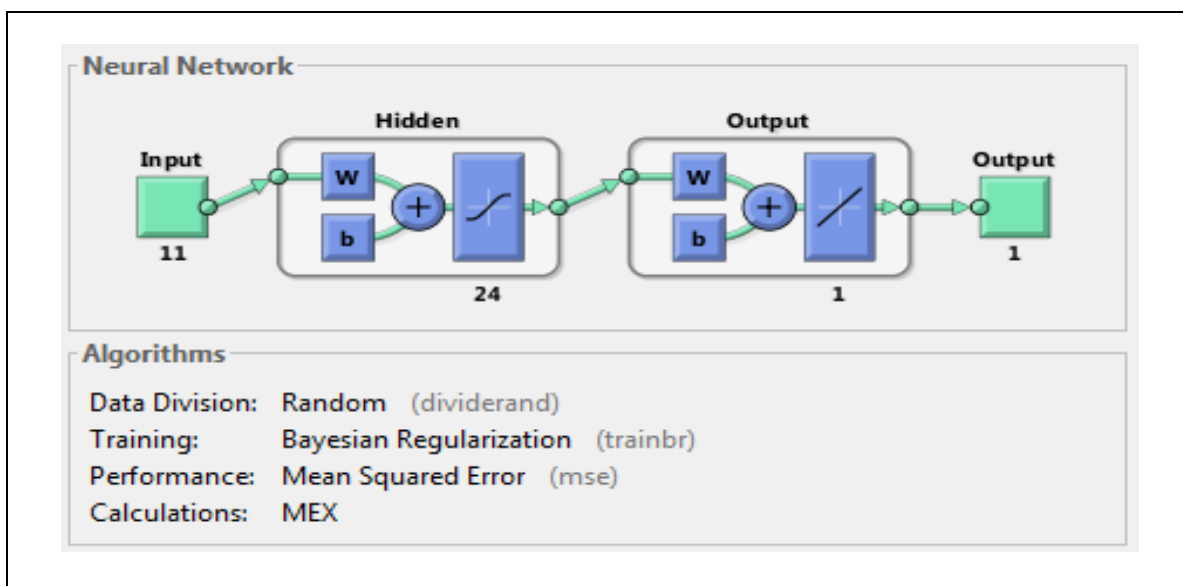 Neural Network
Hidden
Output
Input
Output
W
W
b
b
11
24
1
1
Algorithms
Data Division: Random (dividerand)
Training: Bayesian Regularization (trainbr)
Performance: Mean Squared Error (mse)
Calculations: MEX